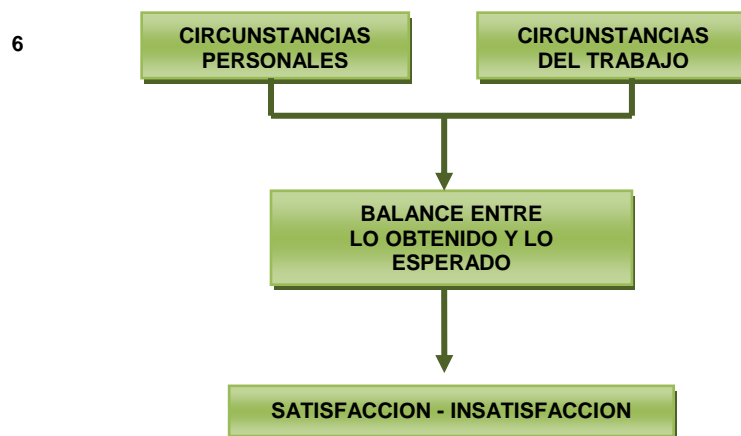 6
CIRCUNSTANCIAS
PERSONALES
CIRCUNSTANCIAS
DEL TRABAJO
BALANCE ENTRE
LO OBTENIDO Y LO
ESPERADO
SATISFACCION - INSATISFACCION